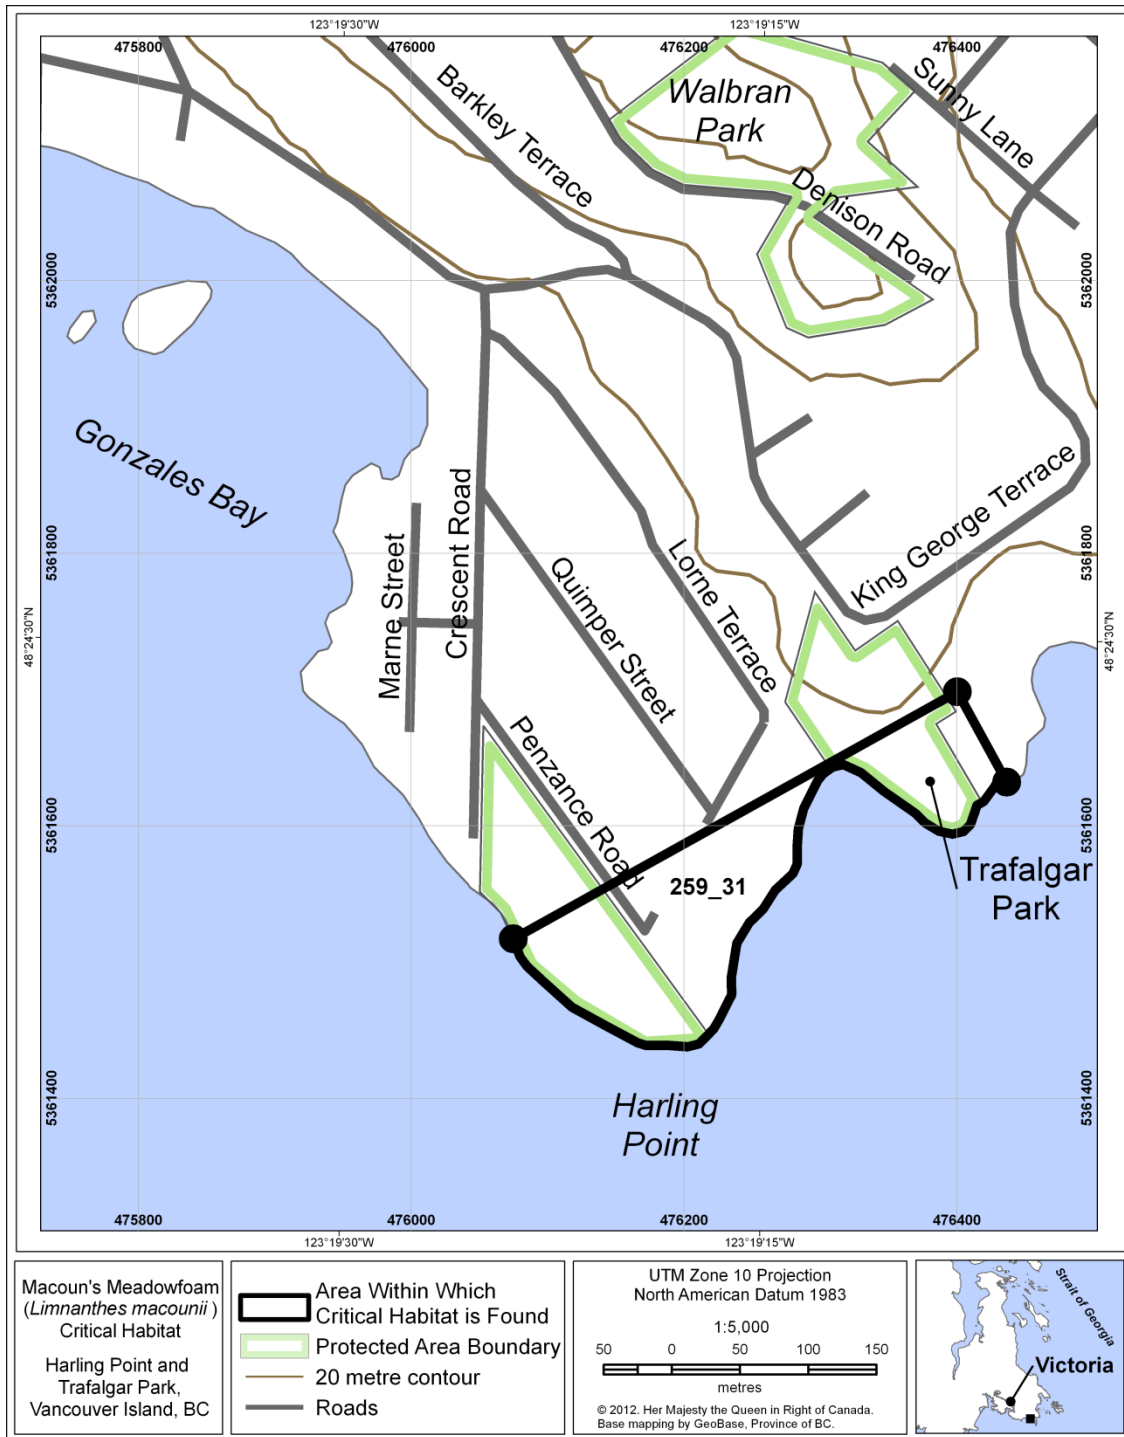 123°19'30"W
123°19'15"W
475800
476000
476200
476400
Walbran
Park
Sunny Lane
Barkley Terrace
Denison Road
5362000
5362000
Gonzales Bay
Crescent Road
Marne Street
Quimper Street
Lorne Terrace
King George Terrace
5361800
5361800
48°24'30"N
48°24'30"N
Penzance Road
5361600
5361600
259_31
Trafalgar
Park
5361400
5361400
Harling
Point
475800
476000
476200
476400
123°19'30"W
123°19'15"W
Macoun's Meadowfoam
(Limnanthes macounii)
Critical Habitat
Harling Point and
Trafalgar Park,
Vancouver Island, BC
Area Within Which
Critical Habitat is Found
Protected Area Boundary
20 metre contour
Roads
UTM Zone 10 Projection
North American Datum 1983
1:5,000
50 0 50 100 150
metres
© 2012. Her Majesty the Queen in Right of Canada.
Base mapping by GeoBase, Province of BC.
Strait of Georgia
Victoria